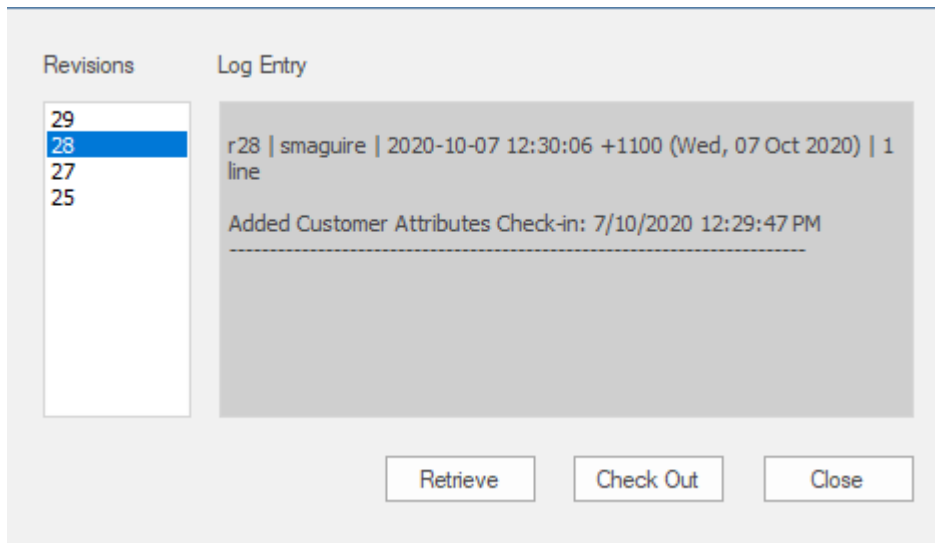 Revisions
Log Entry
29
28
27
25
r28 | smaguire | 2020-10-07 12:30:06 +1100 (Wed, 07 Oct 2020) | 1
line
Added Customer Attributes Check-in: 7/10/2020 12:29:47 PM
------------------------------------------------------------------------
Retrieve
Check Out
Close